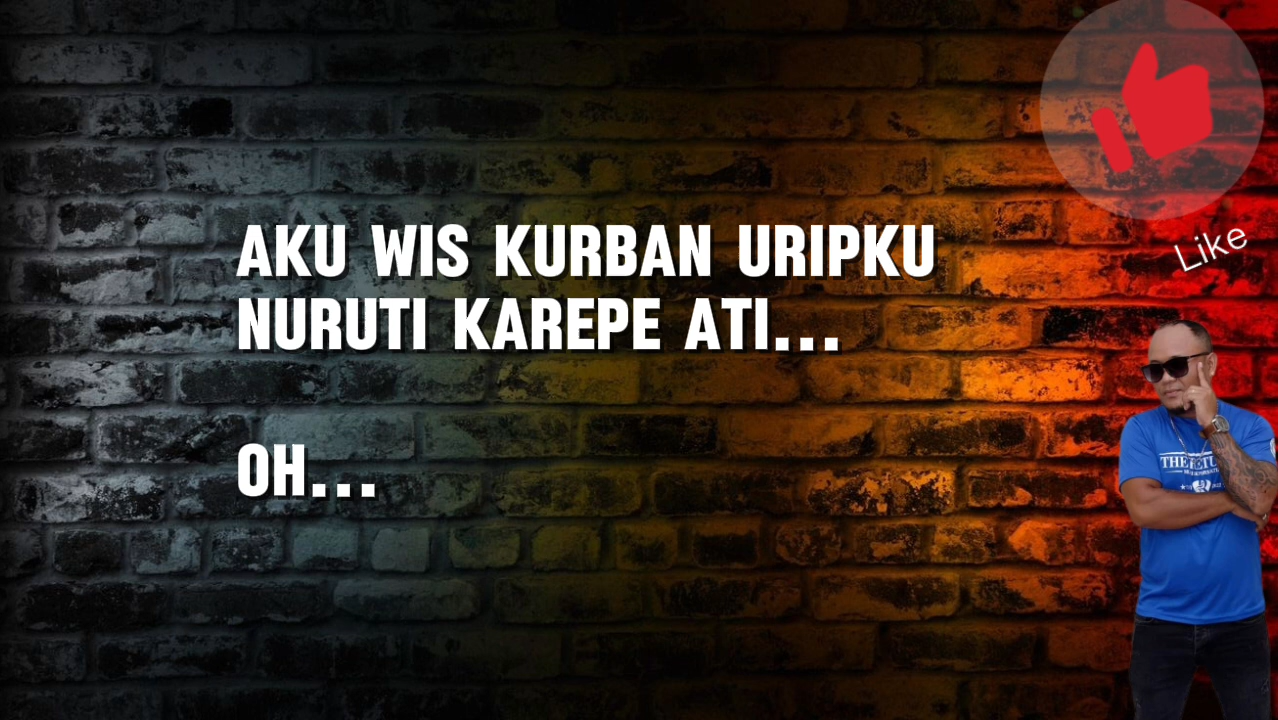 AKU WIS KURBAN URIPKU
NURUTI KAREPE ATI...
OH...
Like